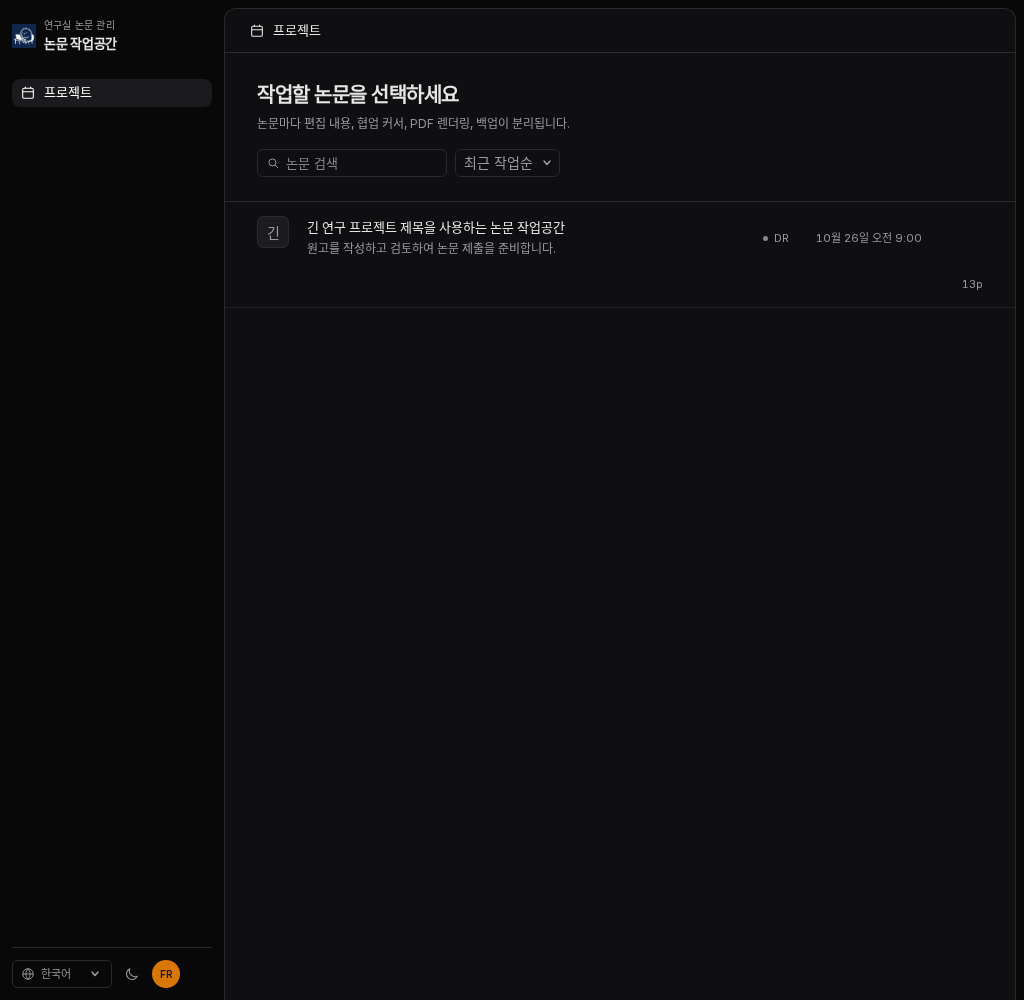 연구실 논문 관리
논문 작업공간
프로젝트
프로젝트
작업할 논문을 선택하세요
논문마다 편집 내용, 협업 커서, PDF 렌더링, 백업이 분리됩니다.
논문 검색
최근 작업순
긴
긴 연구 프로젝트 제목을 사용하는 논문 작업공간
원고를 작성하고 검토하여 논문 제출을 준비합니다.
DR
10월 26일 오전 9:00
13p
한국어
FR